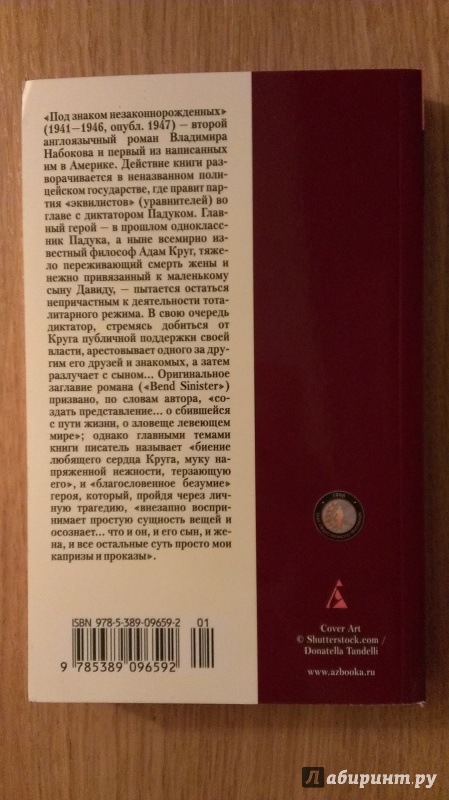 «Под знаком незаконнорожденных»
(1941—1946, опубл. 1947) — второй
англоязычный роман Владимира
Набокова и первый из написанных
им в Америке. Действие книги раз-
ворачивается в неназванном поли-
цейском государстве, где правит пар-
тия «эквилистов» (уравнителей) во
главе с диктатором Падуком. Глав-
ный герой — в прошлом одноклас-
сник Падука, а ныне всемирно из-
вестный философ Адам Круг, тяже-
ло переживающий смерть жены и
нежно привязанный к маленькому
сыну Давиду, — пытается остаться
непричастным к деятельности тота-
литарного режима. В свою очередь
диктатор, стремясь добиться от
Круга публичной поддержки своей
власти, арестовывает одного за дру-
гим его друзей и знакомых, а затем
разлучает с сыном... Оригинальное
заглавие романа («Bend Sinister»)
призвано, по словам автора, «со-
здать представление... о сбившейся
с пути жизни, о зловеще левеющем
мире»; однако главными темами
книги писатель называет «биение
любящего сердца Круга, муку на-
пряженной нежности, терзающую
его», и «благословенное безумие»
героя, который, пройдя через лич-
ную трагедию, «внезапно воспри-
нимает простую сущность вещей и
осознает... что и он, и его сын, и же-
на, и все остальные суть просто мои
капризы и проказы».
ISBN 978-5-389-09659-2
01
9 785389 096592
Cover Art
© Shutterstock.com /
Donatella Tandelli
www.azbooka.ru
Лабиринт.ру